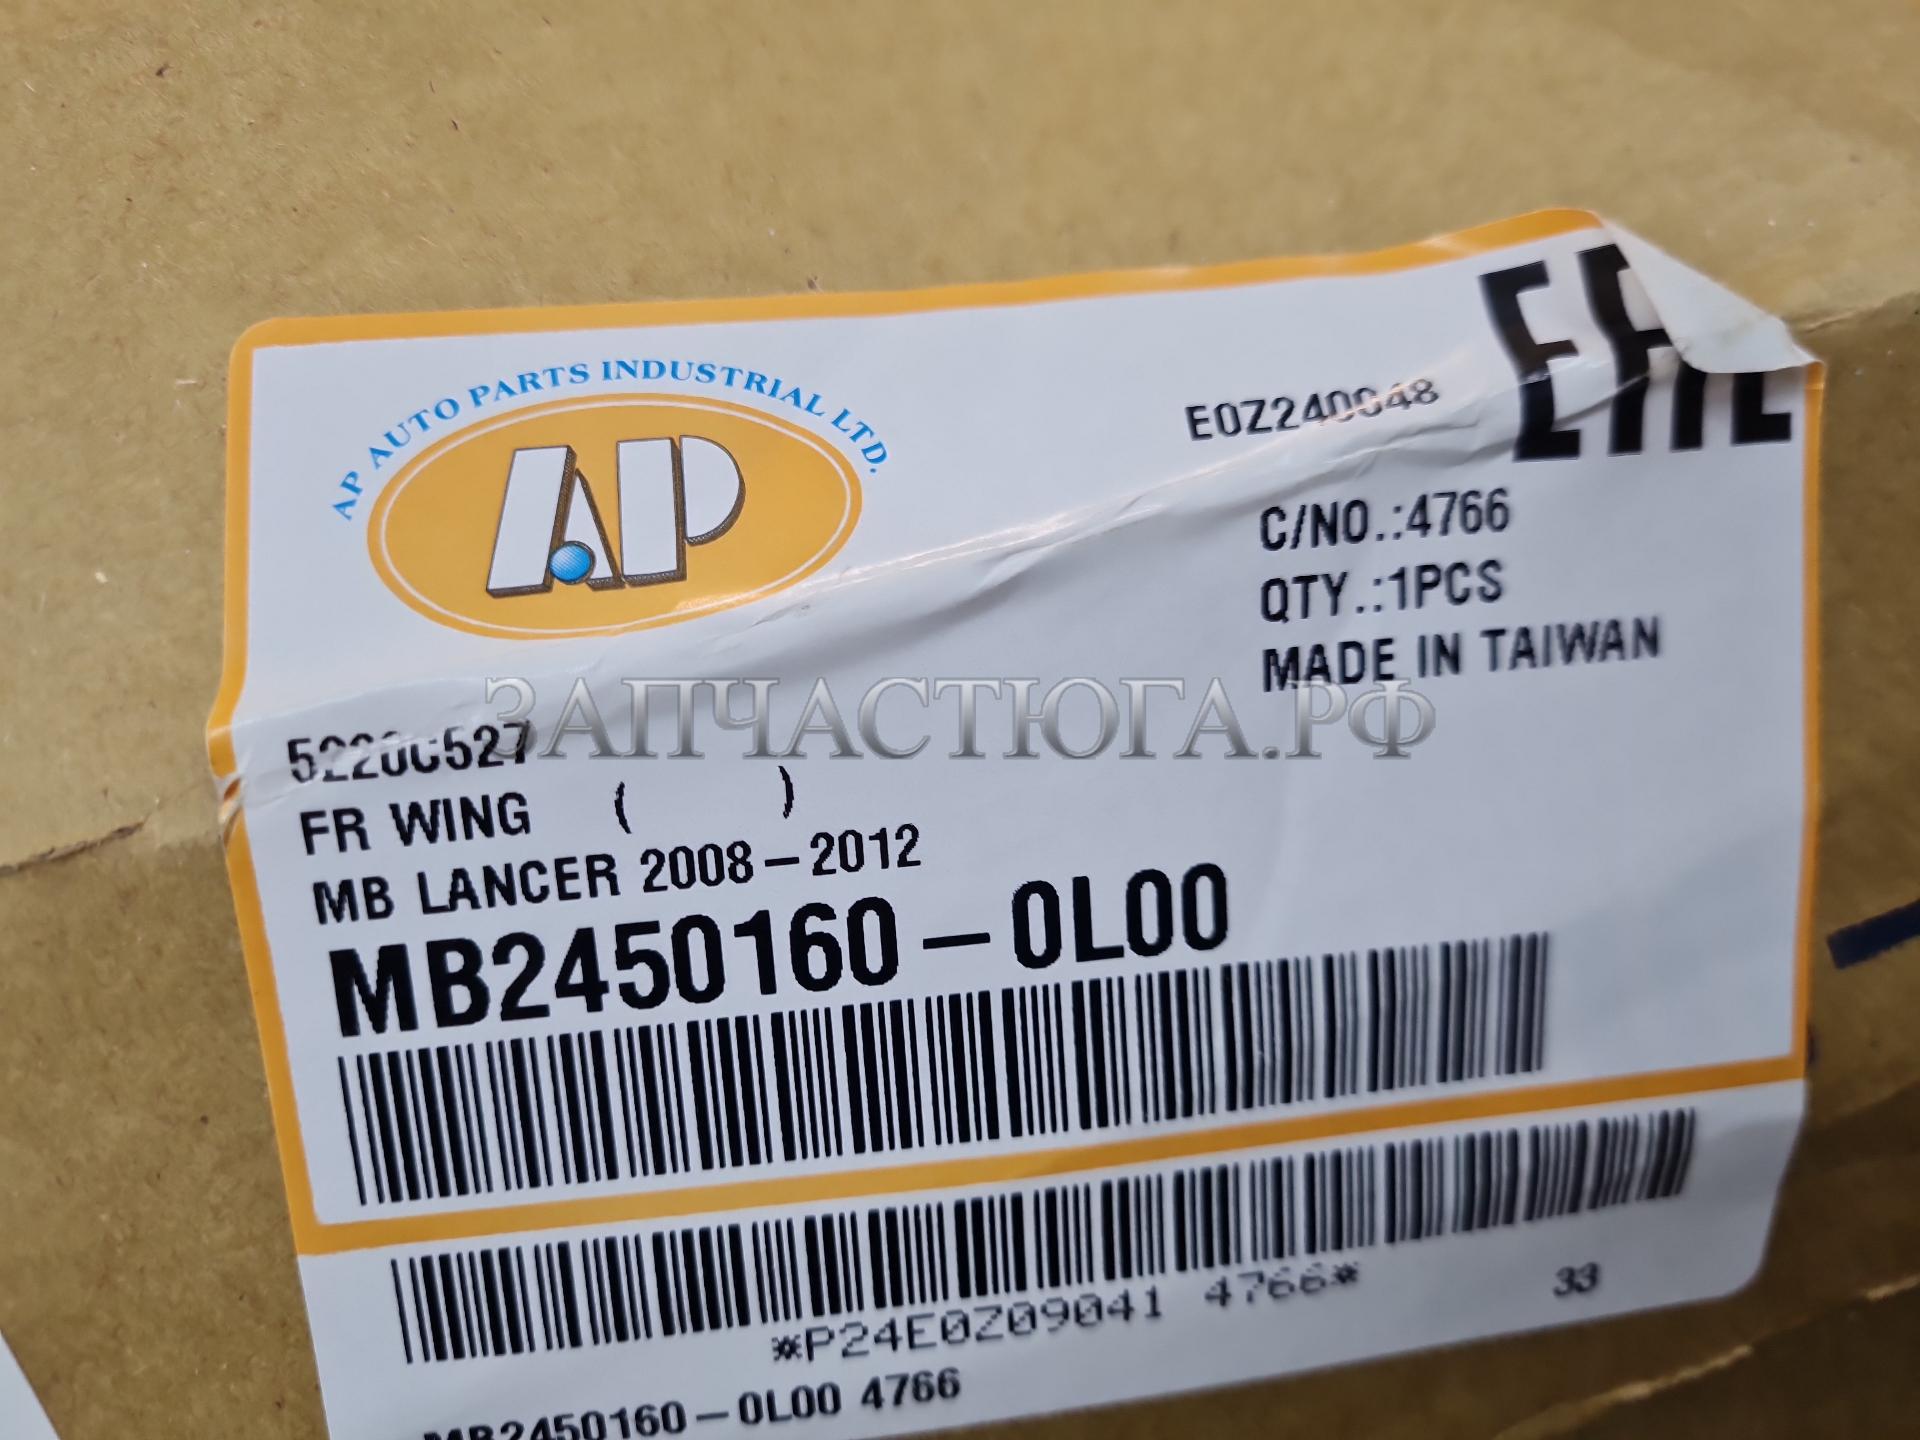 AP AUTO PARTS INDUSTRIAL LTD.
AP
E0Z240048
EAC
C/NO.:4766
QTY.:1PCS
MADE IN TAIWAN
ЗАПЧАСТЮГА.РФ
5220C527
FR WING ( )
MB LANCER 2008-2012
MB2450160-0L00
*P24E0Z09041 4766*
33
MB2450160-0L00 4766